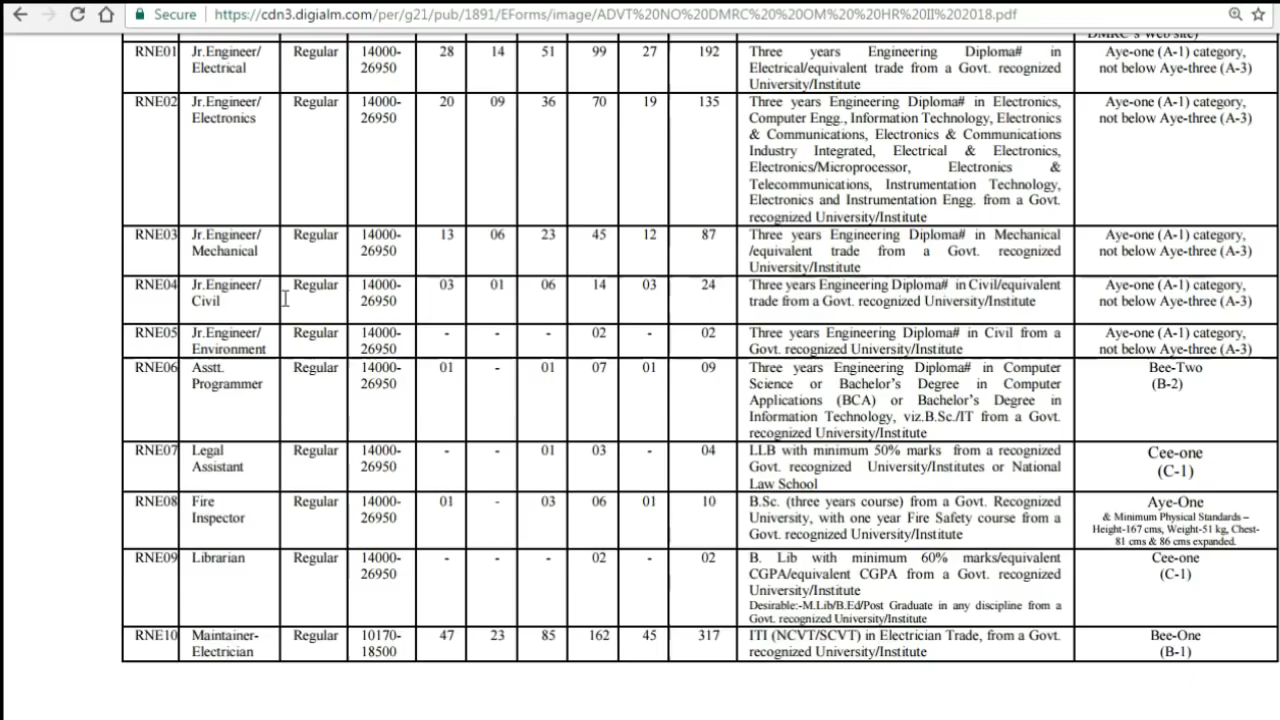 Secure https://cdn3.digialm.com/per/g21/pub/1891/EForms/image/ADVT%20NO%20DMRC%20%20OM%20%20HR%20II%202018.pdf
DMRC's web site)
RNE01 Jr.Engineer/ Regular 14000- 28 14 51 99 27 192 Three years Engineering Diploma# in Aye-one (A-1) category,
Electrical 26950 Electrical/equivalent trade from a Govt. recognized not below Aye-three (A-3)
University/Institute
RNE02 Jr.Engineer/ Regular 14000- 20 09 36 70 19 135 Three years Engineering Diploma# in Electronics, Aye-one (A-1) category,
Electronics 26950 Computer Engg., Information Technology, Electronics not below Aye-three (A-3)
& Communications, Electronics & Communications
Industry Integrated, Electrical & Electronics,
Electronics/Microprocessor, Electronics &
Telecommunications, Instrumentation Technology,
Electronics and Instrumentation Engg. from a Govt.
recognized University/Institute
RNE03 Jr.Engineer/ Regular 14000- 13 06 23 45 12 87 Three years Engineering Diploma# in Mechanical Aye-one (A-1) category,
Mechanical 26950 /equivalent trade from a Govt. recognized not below Aye-three (A-3)
University/Institute
RNE04 Jr.Engineer/ Regular 14000- 03 01 06 14 03 24 Three years Engineering Diploma# in Civil/equivalent Aye-one (A-1) category,
Civil 26950 trade from a Govt. recognized University/Institute not below Aye-three (A-3)
RNE05 Jr.Engineer/ Regular 14000- - - - 02 - 02 Three years Engineering Diploma# in Civil from a Aye-one (A-1) category,
Environment 26950 Govt. recognized University/Institute not below Aye-three (A-3)
RNE06 Asstt. Regular 14000- 01 - 01 07 01 09 Three years Engineering Diploma# in Computer Bee-Two
Programmer 26950 Science or Bachelor's Degree in Computer (B-2)
Applications (BCA) or Bachelor's Degree in
Information Technology, viz.B.Sc./IT from a Govt.
recognized University/Institute
RNE07 Legal Regular 14000- - - 01 03 - 04 LLB with minimum 50% marks from a recognized Cee-one
Assistant 26950 Govt. recognized University/Institutes or National (C-1)
Law School
RNE08 Fire Regular 14000- 01 - 03 06 01 10 B.Sc. (three years course) from a Govt. Recognized Aye-One
Inspector 26950 University, with one year Fire Safety course from a & Minimum Physical Standards –
Govt. recognized University/Institute Height-167 cms, Weight-51 kg, Chest-
81 cms & 86 cms expanded.
RNE09 Librarian Regular 14000- - - - 02 - 02 B. Lib with minimum 60% marks/equivalent Cee-one
26950 CGPA/equivalent CGPA from a Govt. recognized (C-1)
University/Institute
Desirable:-M.Lib/B.Ed/Post Graduate in any discipline from a
Govt. recognized University/Institute
RNE10 Maintainer- Regular 10170- 47 23 85 162 45 317 ITI (NCVT/SCVT) in Electrician Trade, from a Govt. Bee-One
Electrician 18500 recognized University/Institute (B-1)